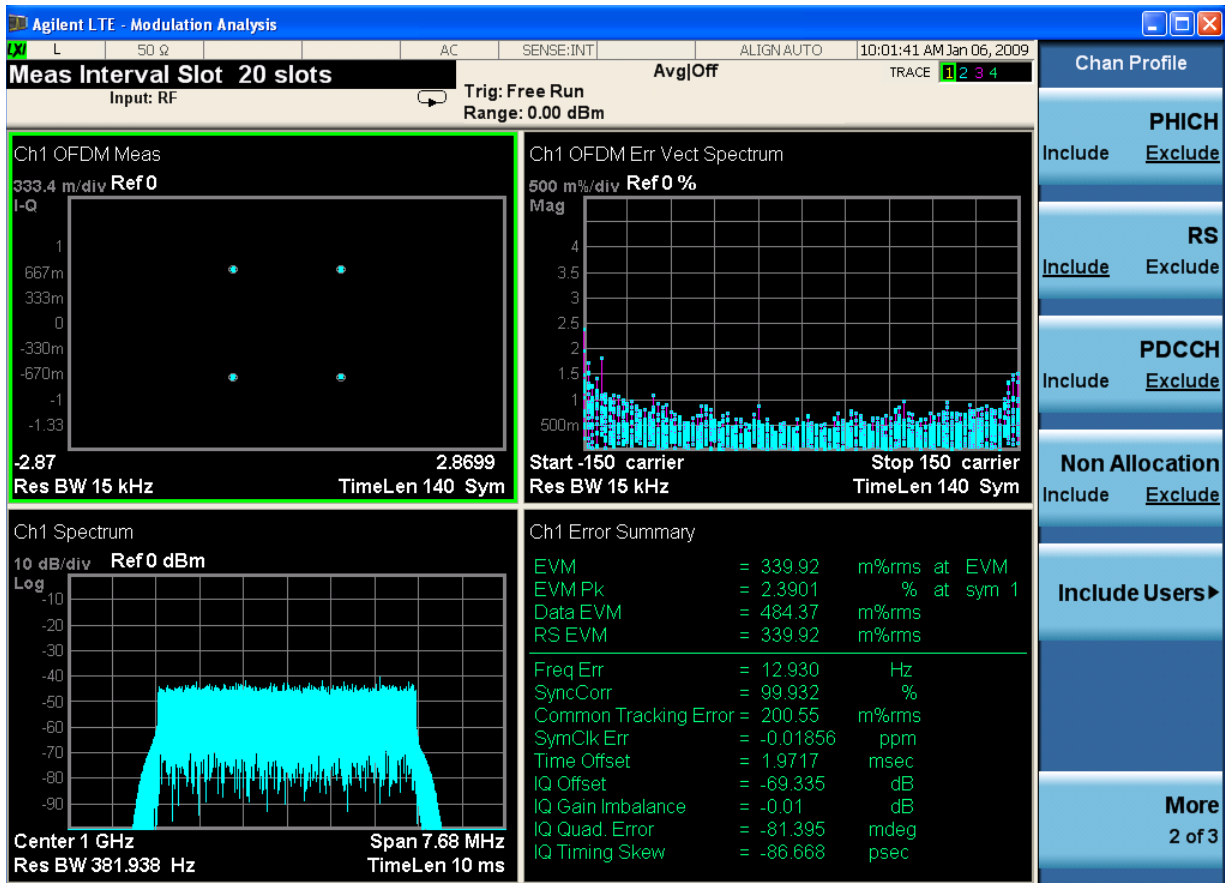 Agilent LTE - Modulation Analysis
LXI L 50 Ω AC SENSE:INT ALIGN AUTO 10:01:41 AM Jan 06, 2009
Meas Interval Slot 20 slots
Input: RF
Trig: Free Run
Range: 0.00 dBm
Avg|Off
TRACE 1 2 3 4
Ch1 OFDM Meas
333.4 m/div Ref 0
I-Q
1
667m
333m
0
-330m
-670m
-1
-1.33
-2.87 2.8699
Res BW 15 kHz TimeLen 140 Sym
Ch1 OFDM Err Vect Spectrum
500 m%/div Ref 0 %
Mag
4
3.5
3
2.5
2
1.5
1
500m
Start -150 carrier Stop 150 carrier
Res BW 15 kHz TimeLen 140 Sym
Ch1 Spectrum
10 dB/div Ref 0 dBm
Log
-10
-20
-30
-40
-50
-60
-70
-80
-90
Center 1 GHz Span 7.68 MHz
Res BW 381.938 Hz TimeLen 10 ms
Ch1 Error Summary
EVM = 339.92 m%rms at EVM
EVM Pk = 2.3901 % at sym 1
Data EVM = 484.37 m%rms
RS EVM = 339.92 m%rms
Freq Err = 12.930 Hz
SyncCorr = 99.932 %
Common Tracking Error = 200.55 m%rms
SymClk Err = -0.01856 ppm
Time Offset = 1.9717 msec
IQ Offset = -69.335 dB
IQ Gain Imbalance = -0.01 dB
IQ Quad. Error = -81.395 mdeg
IQ Timing Skew = -86.668 psec
Chan Profile
PHICH
Include Exclude
RS
Include Exclude
PDCCH
Include Exclude
Non Allocation
Include Exclude
Include Users▶
More
2 of 3